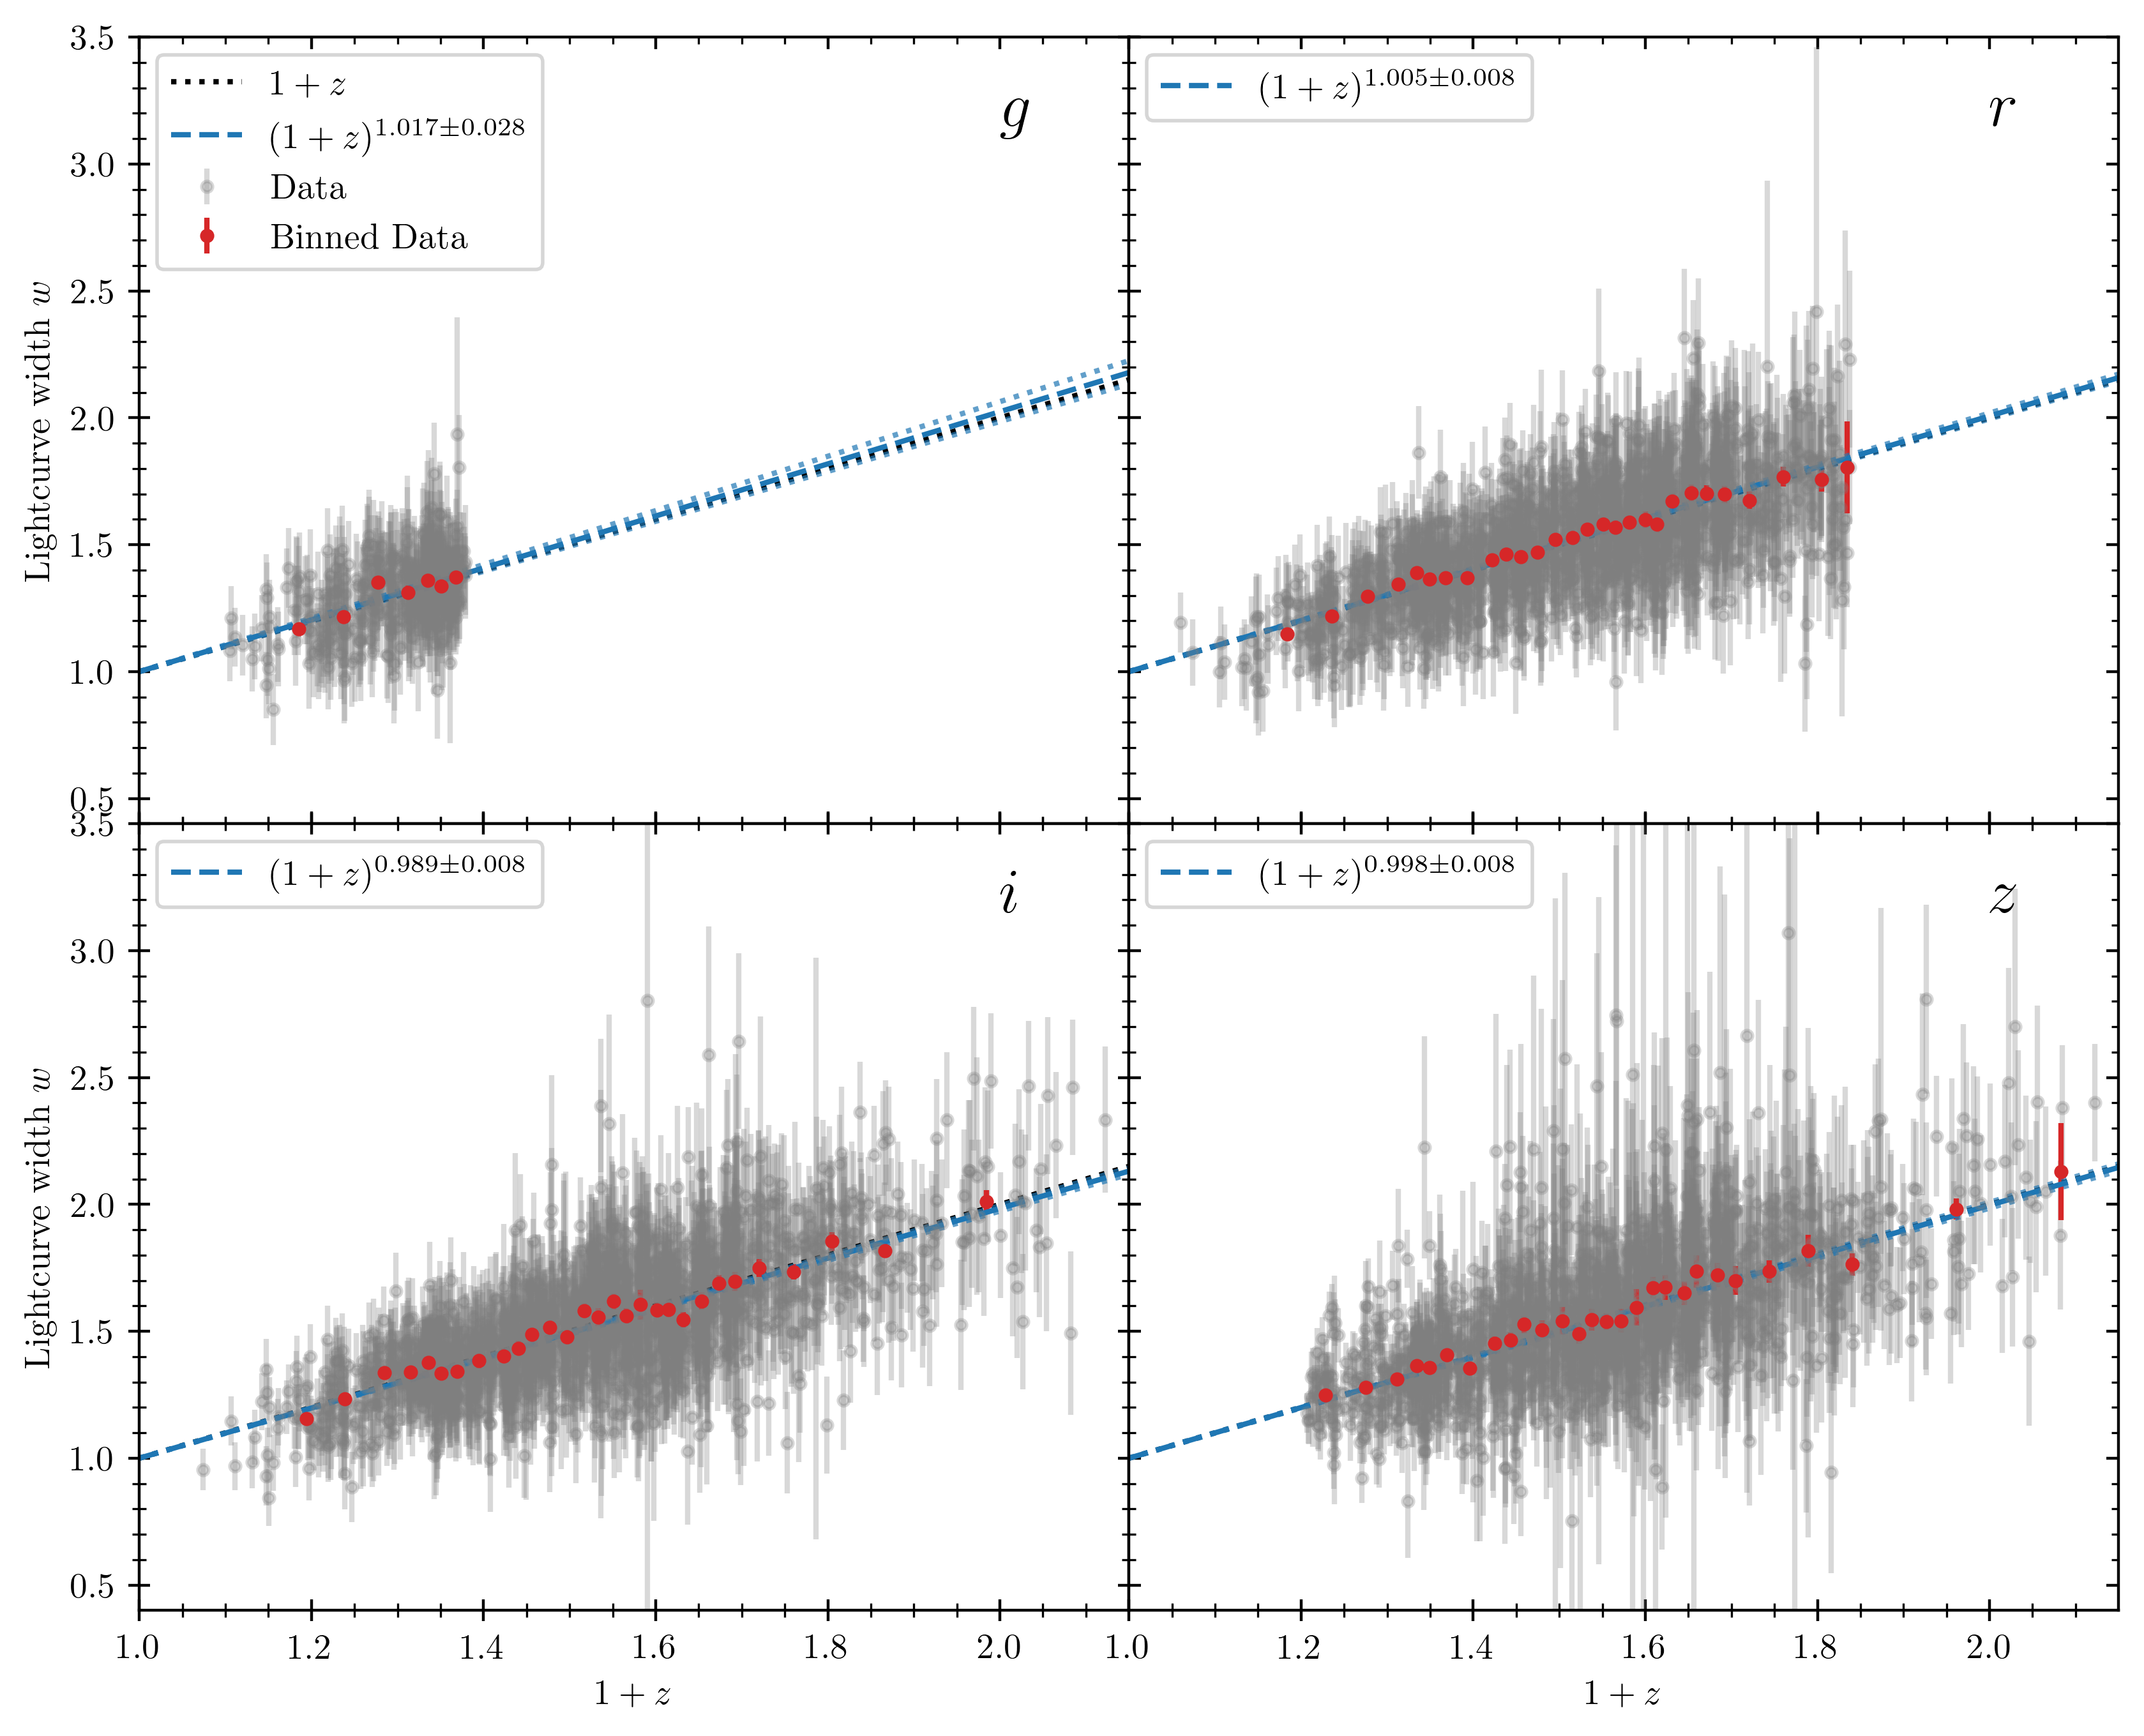 3.5
3.0
2.5
2.0
1.5
1.0
0.5
Lightcurve width w
1 + z
(1 + z)^{1.017±0.028}
Data
Binned Data
g
(1 + z)^{1.005±0.008}
r
3.5
3.0
2.5
2.0
1.5
1.0
0.5
Lightcurve width w
(1 + z)^{0.989±0.008}
i
(1 + z)^{0.998±0.008}
z
1.0 1.2 1.4 1.6 1.8 2.0 1.0 1.2 1.4 1.6 1.8 2.0
1 + z 1 + z